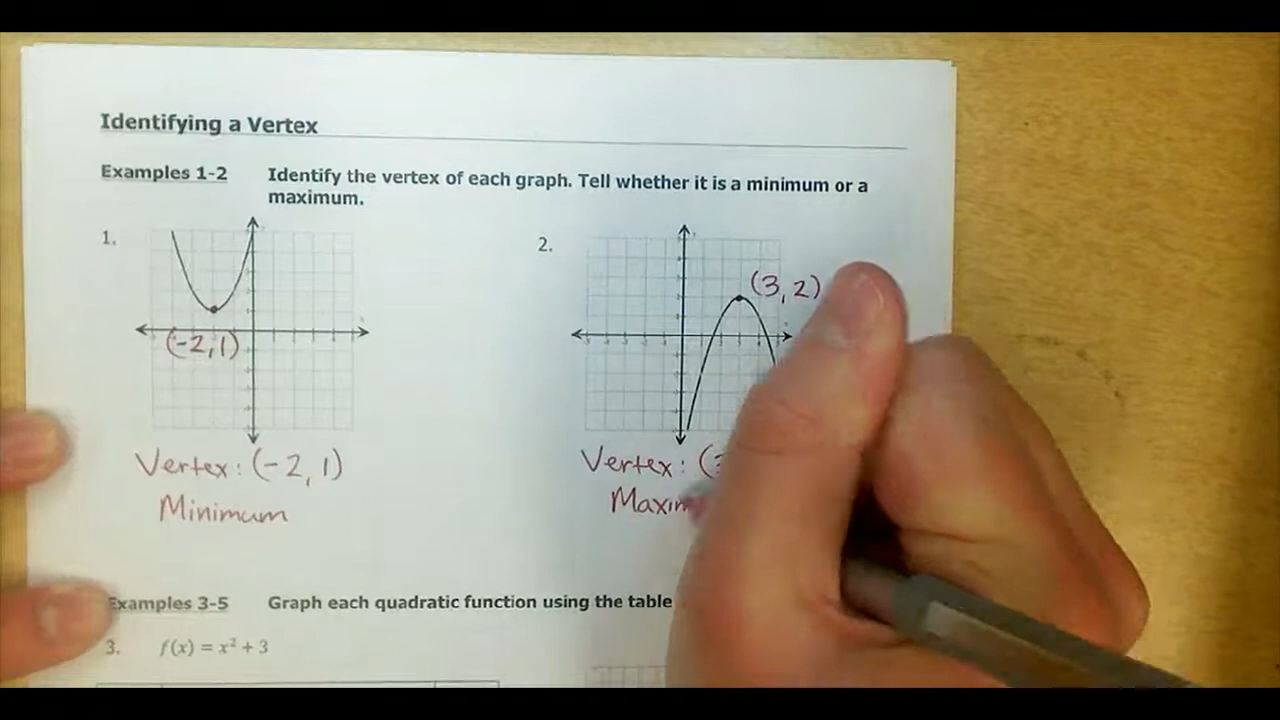 Identifying a Vertex
Examples 1-2 Identify the vertex of each graph. Tell whether it is a minimum or a
maximum.
1.
(-2,1)
Vertex: (-2,1)
Minimum
2.
(3,2)
Vertex: (3
Maxim
Examples 3-5 Graph each quadratic function using the table
3. f(x) = x² + 3